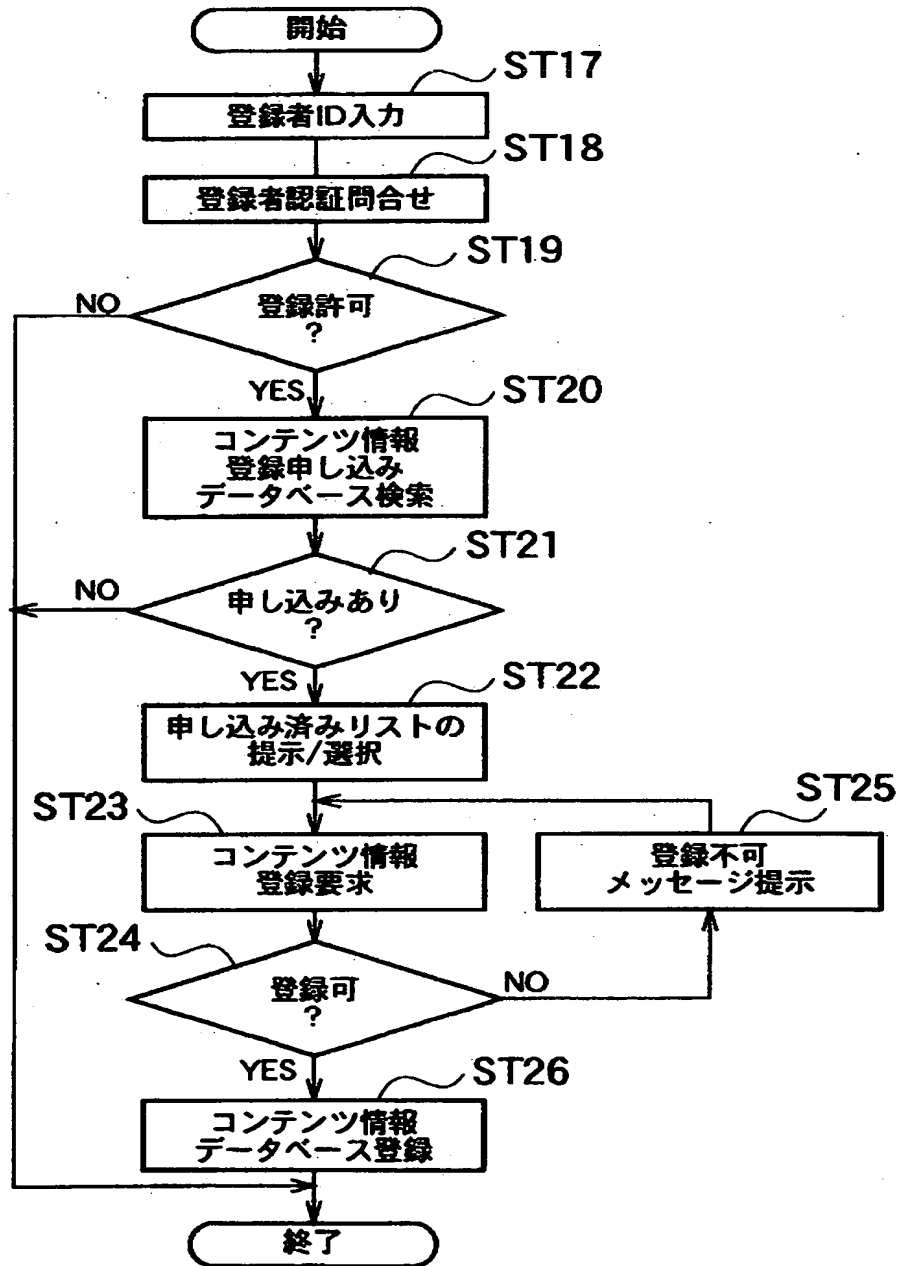 開始
ST17
登録者ID入力
ST18
登録者認証問合せ
ST19
登録許可
?
NO
YES
ST20
コンテンツ情報
登録申し込み
データベース検索
ST21
申し込みあり
?
NO
YES
ST22
申し込み済みリストの
提示/選択
ST23
コンテンツ情報
登録要求
ST25
登録不可
メッセージ提示
ST24
登録可
?
NO
YES
ST26
コンテンツ情報
データベース登録
終了